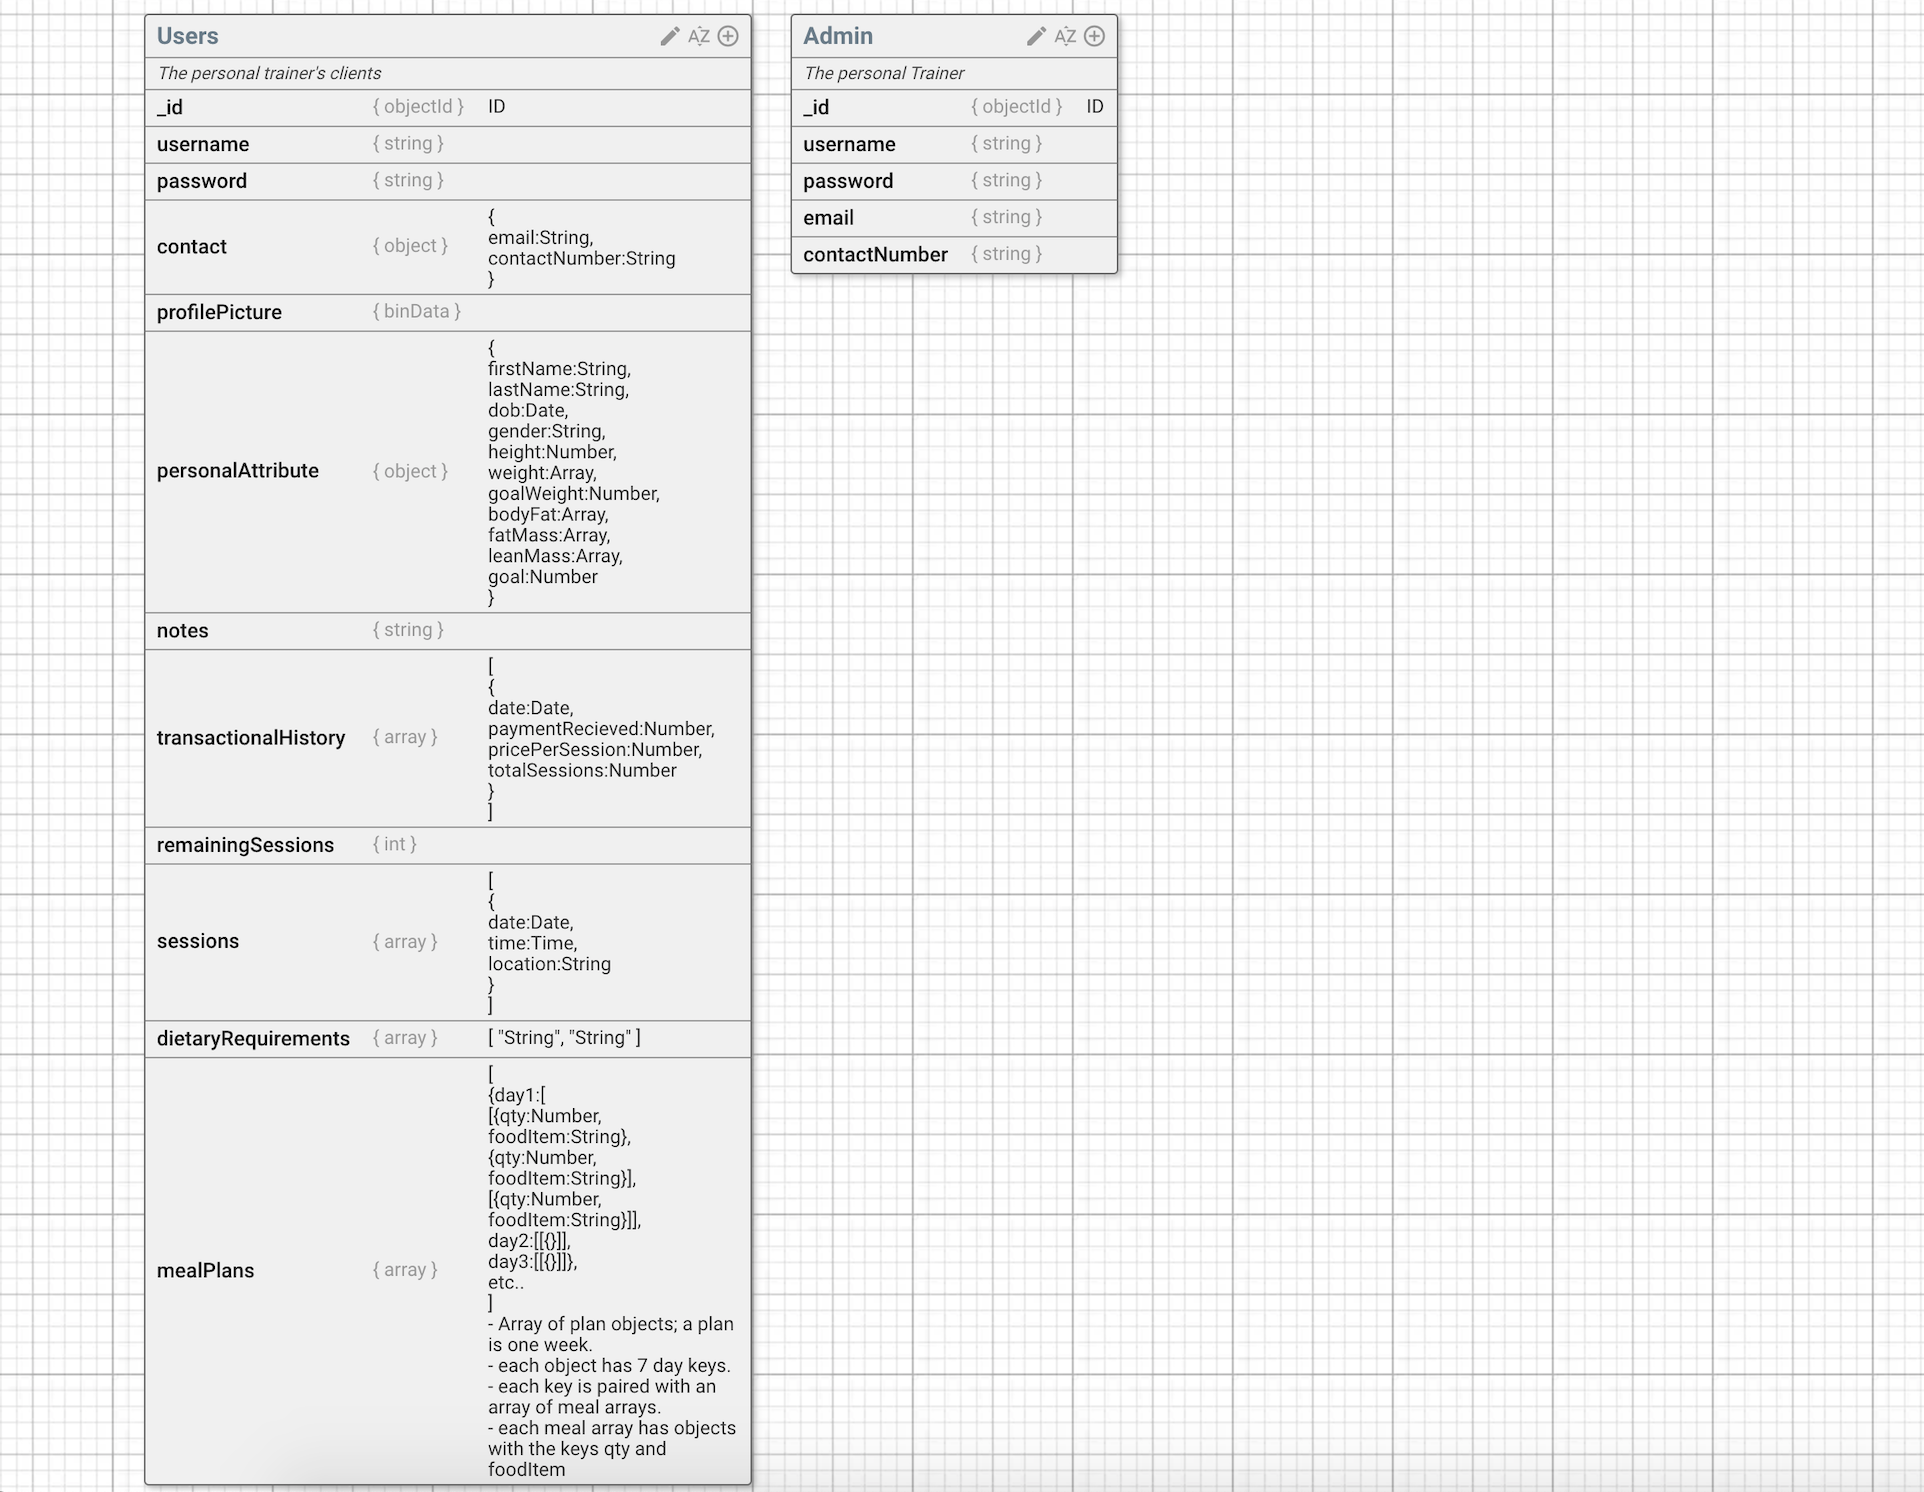 Users
The personal trainer's clients
_id { objectId } ID
username { string }
password { string }
contact { object } {
email:String,
contactNumber:String
}
profilePicture { binData }
personalAttribute { object } {
firstName:String,
lastName:String,
dob:Date,
gender:String,
height:Number,
weight:Array,
goalWeight:Number,
bodyFat:Array,
fatMass:Array,
leanMass:Array,
goal:Number
}
notes { string }
transactionalHistory { array } [
{
date:Date,
paymentRecieved:Number,
pricePerSession:Number,
totalSessions:Number
}
]
remainingSessions { int }
sessions { array } [
{
date:Date,
time:Time,
location:String
}
]
dietaryRequirements { array } [ "String", "String" ]
mealPlans { array } [
{day1:[
[{qty:Number,
foodItem:String},
{qty:Number,
foodItem:String}],
[{qty:Number,
foodItem:String}]],
day2:[[{}]],
day3:[[{}]]},
etc..
]
- Array of plan objects; a plan
is one week.
- each object has 7 day keys.
- each key is paired with an
array of meal arrays.
- each meal array has objects
with the keys qty and
foodItem
Admin
The personal Trainer
_id { objectId } ID
username { string }
password { string }
email { string }
contactNumber { string }